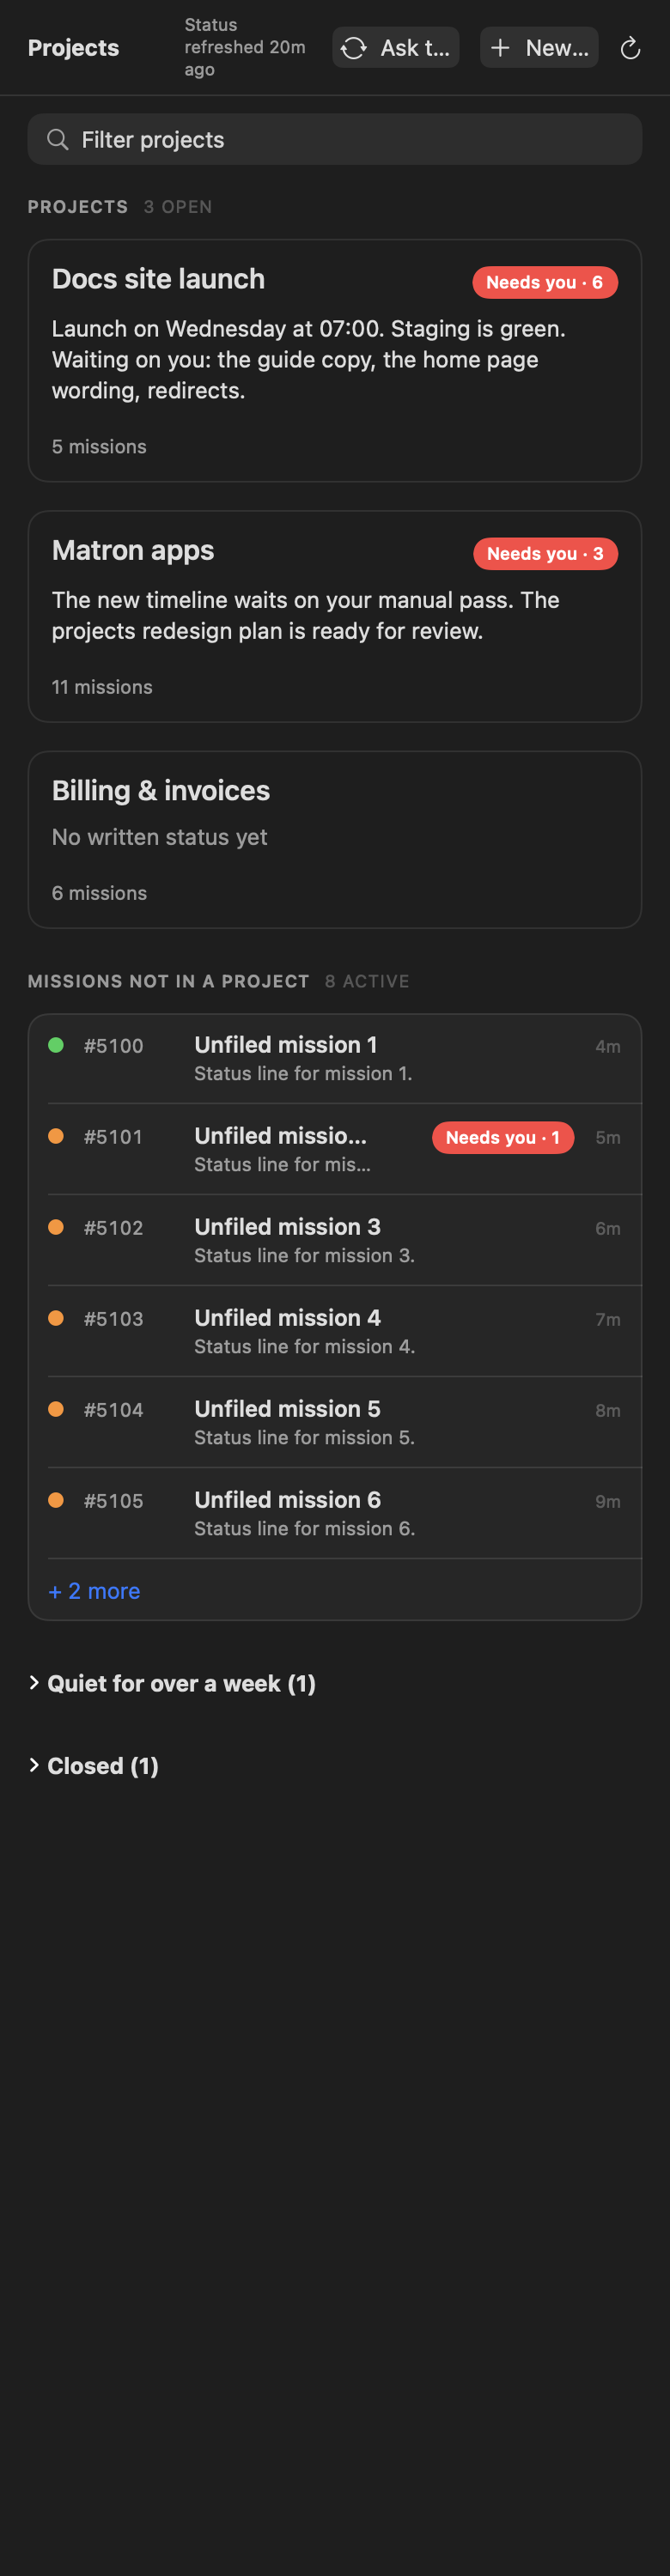 Projects
Status
refreshed 20m
ago
Ask t...
New...
Filter projects
PROJECTS 3 OPEN
Docs site launch
Needs you · 6
Launch on Wednesday at 07:00. Staging is green.
Waiting on you: the guide copy, the home page
wording, redirects.
5 missions
Matron apps
Needs you · 3
The new timeline waits on your manual pass. The
projects redesign plan is ready for review.
11 missions
Billing & invoices
No written status yet
6 missions
MISSIONS NOT IN A PROJECT 8 ACTIVE
#5100 Unfiled mission 1 4m
Status line for mission 1.
#5101 Unfiled missio... Needs you · 1 5m
Status line for mis...
#5102 Unfiled mission 3 6m
Status line for mission 3.
#5103 Unfiled mission 4 7m
Status line for mission 4.
#5104 Unfiled mission 5 8m
Status line for mission 5.
#5105 Unfiled mission 6 9m
Status line for mission 6.
+ 2 more
Quiet for over a week (1)
Closed (1)